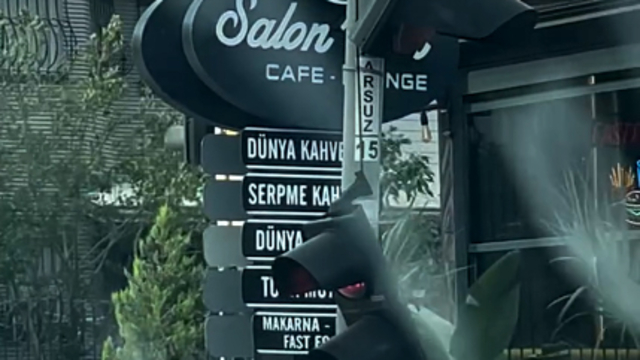 Salon
CAFE - NGE
ARSUZ
15
DÜNYA KAHVE
SERPME KAH
DÜNYA
MAKARNA -
FAST